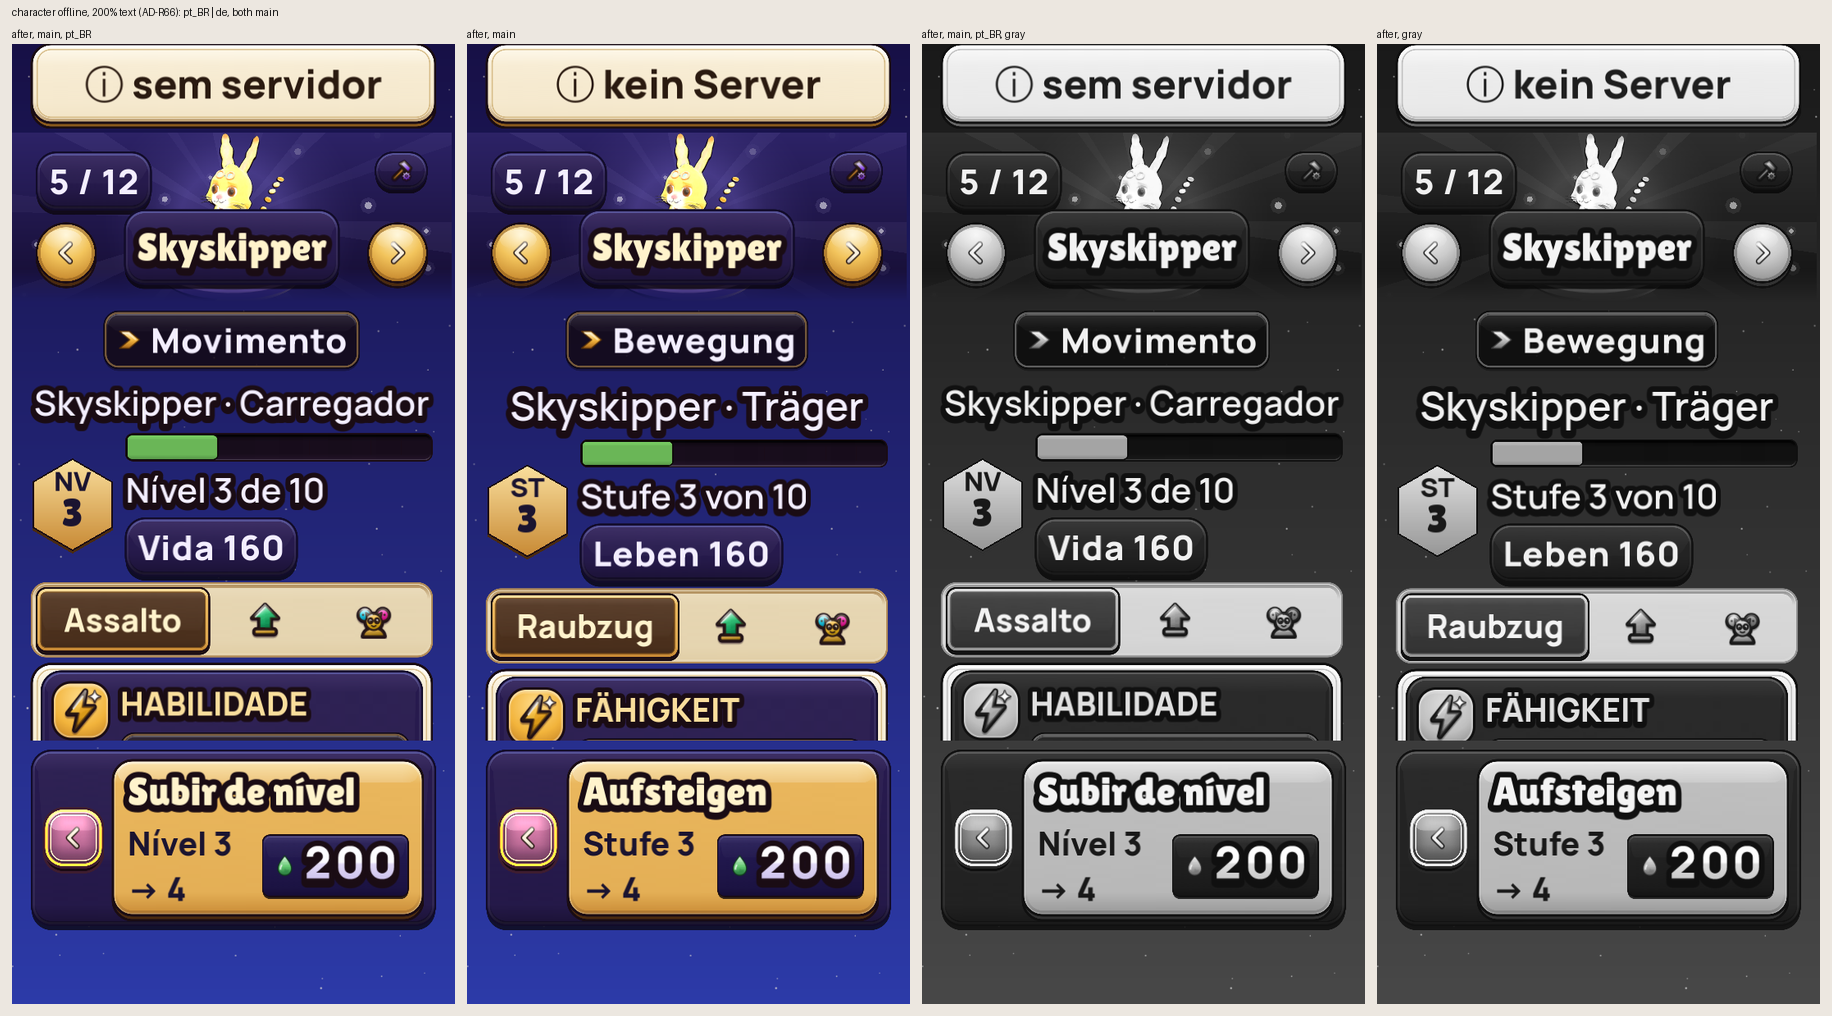 character offline, 200% text (AD-R66): pt_BR | de, both main
after, main, pt_BR
sem servidor
5 / 12
Skyskipper
Movimento
Skyskipper · Carregador
NV
3
Nível 3 de 10
Vida 160
Assalto
HABILIDADE
Subir de nível
Nível 3
→ 4
200
after, main
kein Server
5 / 12
Skyskipper
Bewegung
Skyskipper · Träger
ST
3
Stufe 3 von 10
Leben 160
Raubzug
FÄHIGKEIT
Aufsteigen
Stufe 3
→ 4
200
after, main, pt_BR, gray
sem servidor
5 / 12
Skyskipper
Movimento
Skyskipper · Carregador
NV
3
Nível 3 de 10
Vida 160
Assalto
HABILIDADE
Subir de nível
Nível 3
→ 4
200
after, gray
kein Server
5 / 12
Skyskipper
Bewegung
Skyskipper · Träger
ST
3
Stufe 3 von 10
Leben 160
Raubzug
FÄHIGKEIT
Aufsteigen
Stufe 3
→ 4
200